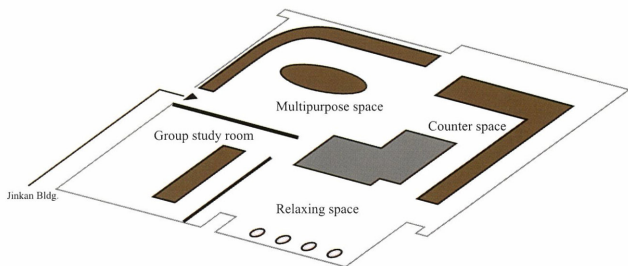 Multipurpose space
Counter space
Group study room
Jinkan Bldg.
Relaxing space